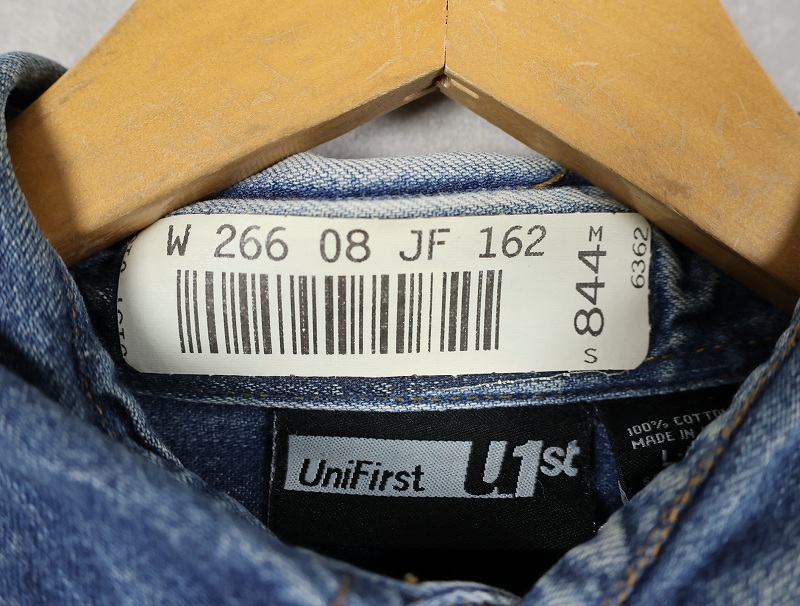 W 266 08 JF 162
M
844
S
6362
UniFirst
U1st
100% COTTON
MADE IN